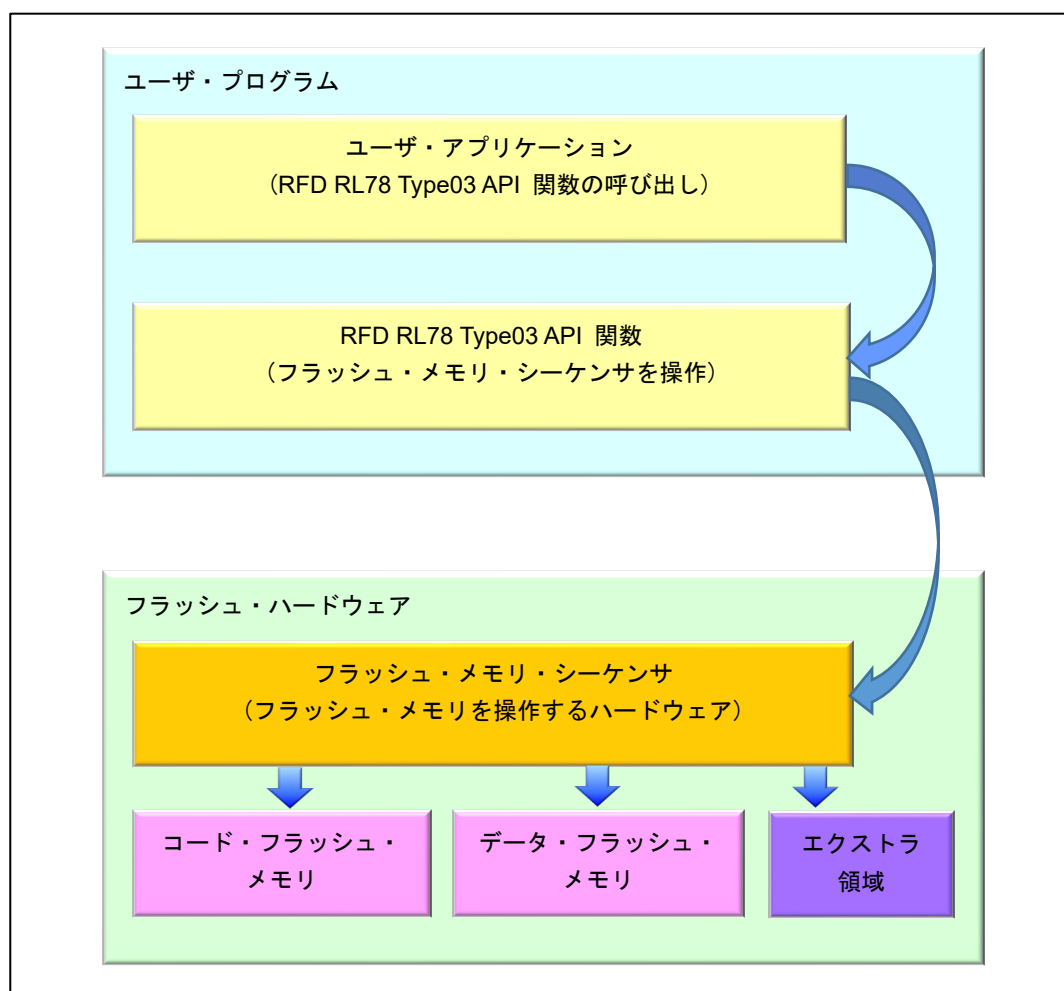 ユーザ・プログラム
ユーザ・アプリケーション
（RFD RL78 Type03 API 関数の呼び出し）
RFD RL78 Type03 API 関数
（フラッシュ・メモリ・シーケンサを操作）
フラッシュ・ハードウェア
フラッシュ・メモリ・シーケンサ
（フラッシュ・メモリを操作するハードウェア）
コード・フラッシュ・
メモリ
データ・フラッシュ・
メモリ
エクストラ
領域